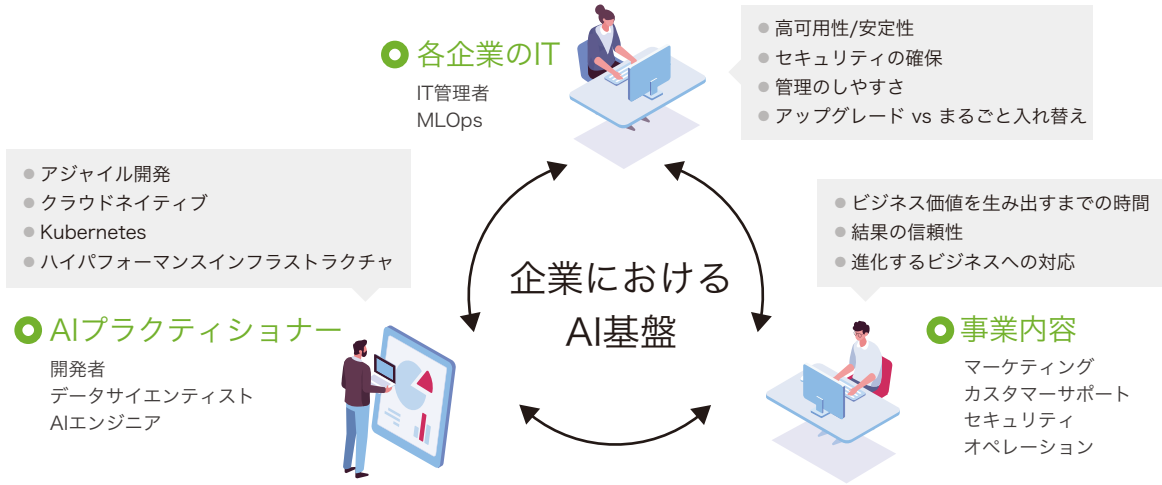 各企業のIT
IT管理者
MLOps
高可用性/安定性
セキュリティの確保
管理のしやすさ
アップグレード vs まるごと入れ替え
アジャイル開発
クラウドネイティブ
Kubernetes
ハイパフォーマンスインフラストラクチャ
AIプラクティショナー
開発者
データサイエンティスト
AIエンジニア
企業における
AI基盤
ビジネス価値を生み出すまでの時間
結果の信頼性
進化するビジネスへの対応
事業内容
マーケティング
カスタマーサポート
セキュリティ
オペレーション